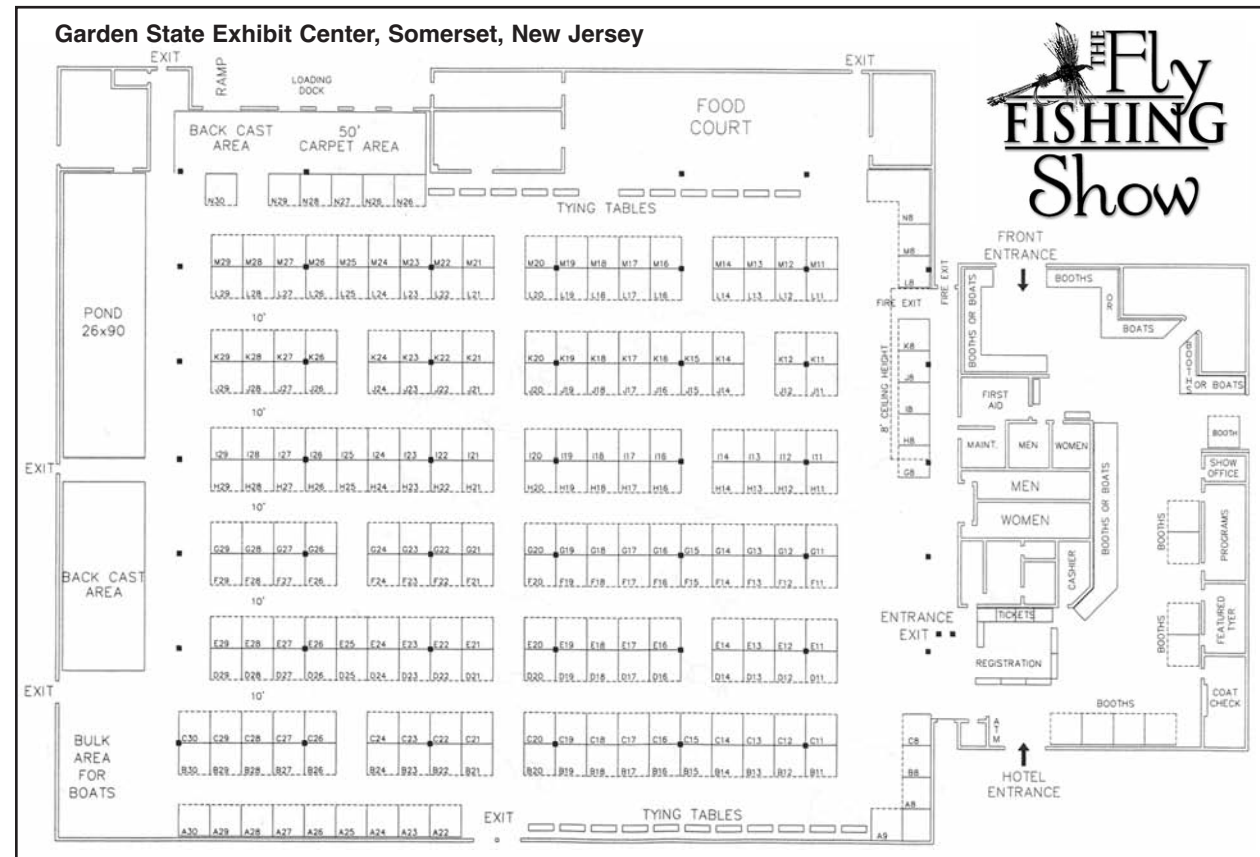 Garden State Exhibit Center, Somerset, New Jersey
THE
Fly
FISHING
Show
EXIT
RAMP
LOADING
DOCK
EXIT
FOOD
COURT
BACK CAST
AREA
50'
CARPET AREA
N30 N29 N28 N27 N26 N26
TYING TABLES
N8
M8
L8
FIRE EXIT
FIRE EXIT
M29 M28 M27 M26 M25 M24 M23 M22 M21 M20 M19 M18 M17 M16 M14 M13 M12 M11
L29 L28 L27 L26 L25 L24 L23 L22 L21 L20 L19 L18 L17 L16 L14 L13 L12 L11
POND
26x90
10'
K29 K28 K27 K26 K24 K23 K22 K21 K20 K19 K18 K17 K16 K15 K14 K12 K11
J29 J28 J27 J26 J24 J23 J22 J21 J20 J19 J18 J17 J16 J15 J14 J12 J11
10'
8' CEILING HEIGHT
K8
J8
I8
H8
G8
EXIT
I29 I28 I27 I26 I25 I24 I23 I22 I21 I20 I19 I18 I17 I16 I14 I13 I12 I11
H29 H28 H27 H26 H25 H24 H23 H22 H21 H20 H19 H18 H17 H16 H14 H13 H12 H11
10'
G29 G28 G27 G26 G24 G23 G22 G21 G20 G19 G18 G17 G16 G15 G14 G13 G12 G11
F29 F28 F27 F26 F24 F23 F22 F21 F20 F19 F18 F17 F16 F15 F14 F13 F12 F11
BACK CAST
AREA
10'
E29 E28 E27 E26 E25 E24 E23 E22 E21 E20 E19 E18 E17 E16 E14 E13 E12 E11
D29 D28 D27 D26 D25 D24 D23 D22 D21 D20 D19 D18 D17 D16 D14 D13 D12 D11
10'
EXIT
ENTRANCE
EXIT
C30 C29 C28 C27 C26 C24 C23 C22 C21 C20 C19 C18 C17 C16 C15 C14 C13 C12 C11
B30 B29 B28 B27 B26 B24 B23 B22 B21 B20 B19 B18 B17 B16 B15 B14 B13 B12 B11
BULK
AREA
FOR
BOATS
A30 A29 A28 A27 A26 A25 A24 A23 A22
EXIT
TYING TABLES
C8
B8
A8
A9
FRONT
ENTRANCE
BOOTHS OR BOATS
BOOTHS
OR
BOATS
BOOTHS
OR BOATS
FIRST
AID
MAINT.
MEN
WOMEN
MEN
WOMEN
BOOTHS OR BOATS
CASHIER
TICKETS
REGISTRATION
BOOTH
SHOW
OFFICE
BOOTHS
PROGRAMS
BOOTHS
FEATURED
TYER
COAT
CHECK
BOOTHS
ATM
HOTEL
ENTRANCE